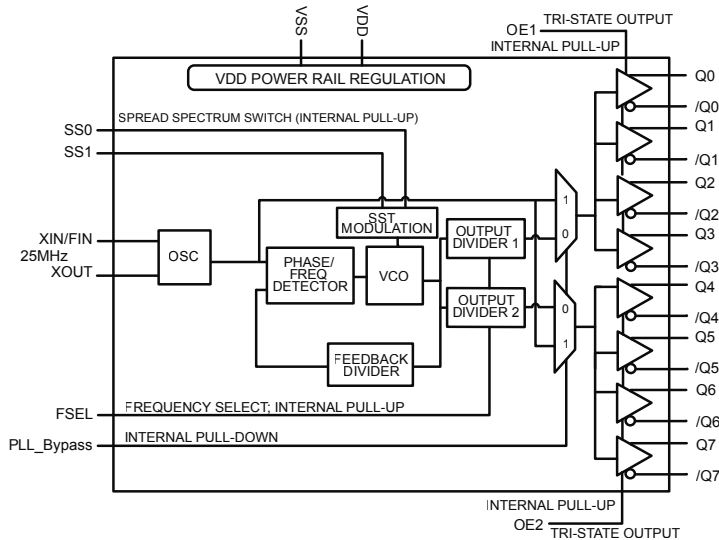 VSS
VDD
OE1
TRI-STATE OUTPUT
INTERNAL PULL-UP
VDD POWER RAIL REGULATION
SS0
SPREAD SPECTRUM SWITCH (INTERNAL PULL-UP)
SS1
XIN/FIN
25MHz
XOUT
OSC
PHASE/
FREQ
DETECTOR
SST
MODULATION
VCO
OUTPUT
DIVIDER 1
OUTPUT
DIVIDER 2
FEEDBACK
DIVIDER
1
0
0
1
FSEL
FREQUENCY SELECT; INTERNAL PULL-UP
PLL_Bypass
INTERNAL PULL-DOWN
Q0
/Q0
Q1
/Q1
Q2
/Q2
Q3
/Q3
Q4
/Q4
Q5
/Q5
Q6
/Q6
Q7
/Q7
INTERNAL PULL-UP
OE2
TRI-STATE OUTPUT